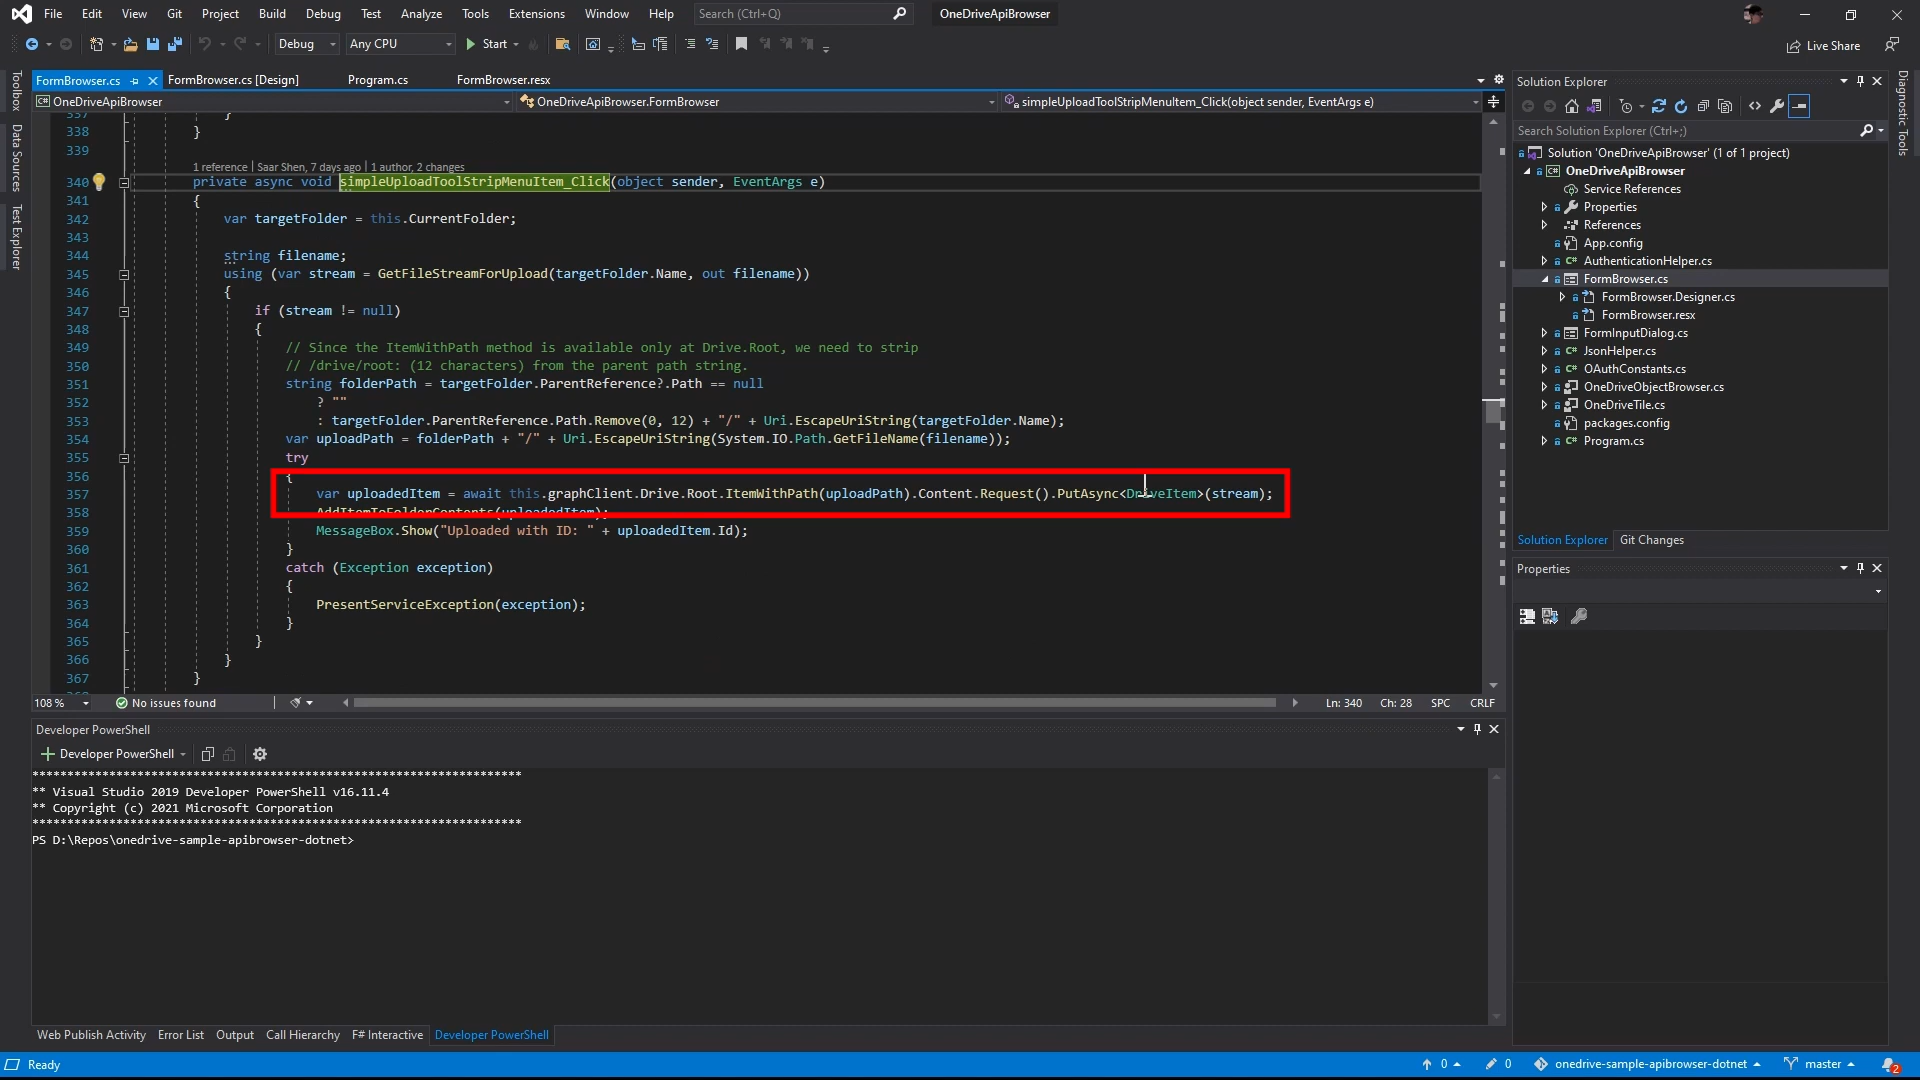 File Edit View Git Project Build Debug Test Analyze Tools Extensions Window Help Search (Ctrl+Q) OneDriveApiBrowser
Debug Any CPU Start Live Share
FormBrowser.cs FormBrowser.cs [Design] Program.cs FormBrowser.resx
OneDriveApiBrowser OneDriveApiBrowser.FormBrowser simpleUploadToolStripMenuItem_Click(object sender, EventArgs e)
Toolbox
Data Sources
Test Explorer
337 }
338 }
339
1 reference | Saar Shen, 7 days ago | 1 author, 2 changes
340 private async void simpleUploadToolStripMenuItem_Click(object sender, EventArgs e)
341 {
342 var targetFolder = this.CurrentFolder;
343
344 string filename;
345 using (var stream = GetFileStreamForUpload(targetFolder.Name, out filename))
346 {
347 if (stream != null)
348 {
349 // Since the ItemWithPath method is available only at Drive.Root, we need to strip
350 // /drive/root: (12 characters) from the parent path string.
351 string folderPath = targetFolder.ParentReference?.Path == null
352 ? ""
353 : targetFolder.ParentReference.Path.Remove(0, 12) + "/" + Uri.EscapeUriString(targetFolder.Name);
354 var uploadPath = folderPath + "/" + Uri.EscapeUriString(System.IO.Path.GetFileName(filename));
355 try
356 {
357 var uploadedItem = await this.graphClient.Drive.Root.ItemWithPath(uploadPath).Content.Request().PutAsync<DriveItem>(stream);
358 AddItemToFolderContents(uploadedItem);
359 MessageBox.Show("Uploaded with ID: " + uploadedItem.Id);
360 }
361 catch (Exception exception)
362 {
363 PresentServiceException(exception);
364 }
365 }
366 }
367 }
108 % No issues found Ln: 340 Ch: 28 SPC CRLF
Developer PowerShell
Developer PowerShell
******************************************************************
** Visual Studio 2019 Developer PowerShell v16.11.4
** Copyright (c) 2021 Microsoft Corporation
******************************************************************
PS D:\Repos\onedrive-sample-apibrowser-dotnet>
Web Publish Activity Error List Output Call Hierarchy F# Interactive Developer PowerShell
Solution Explorer
Search Solution Explorer (Ctrl+;)
Solution 'OneDriveApiBrowser' (1 of 1 project)
OneDriveApiBrowser
Service References
Properties
References
App.config
AuthenticationHelper.cs
FormBrowser.cs
FormBrowser.Designer.cs
FormBrowser.resx
FormInputDialog.cs
JsonHelper.cs
OAuthConstants.cs
OneDriveObjectBrowser.cs
OneDriveTile.cs
packages.config
Program.cs
Solution Explorer Git Changes
Properties
Diagnostic Tools
Ready 0 0 onedrive-sample-apibrowser-dotnet master 2